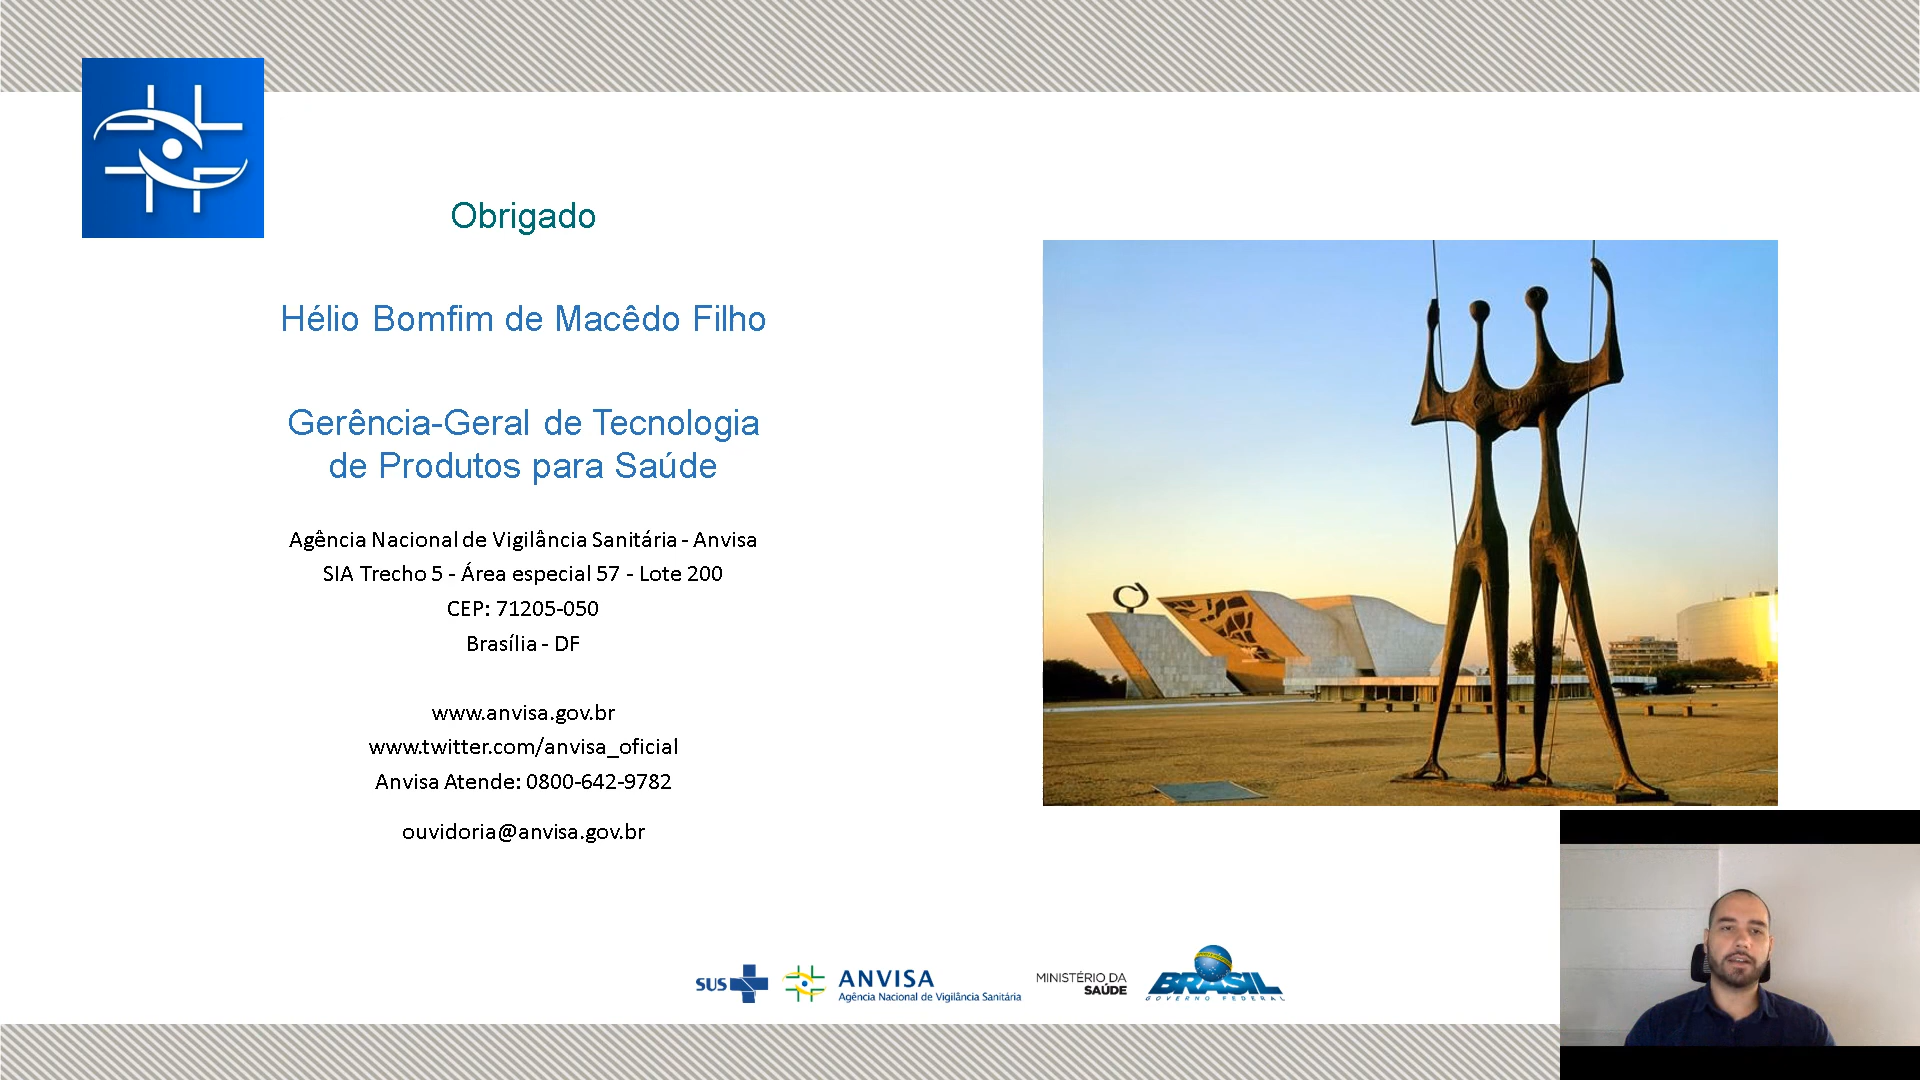 Obrigado
Hélio Bomfim de Macêdo Filho
Gerência-Geral de Tecnologia
de Produtos para Saúde
Agência Nacional de Vigilância Sanitária - Anvisa
SIA Trecho 5 - Área especial 57 - Lote 200
CEP: 71205-050
Brasília - DF
www.anvisa.gov.br
www.twitter.com/anvisa_oficial
Anvisa Atende: 0800-642-9782
ouvidoria@anvisa.gov.br
SUS
ANVISA
Agência Nacional de Vigilância Sanitária
MINISTÉRIO DA
SAÚDE
BRASIL
GOVERNO FEDERAL